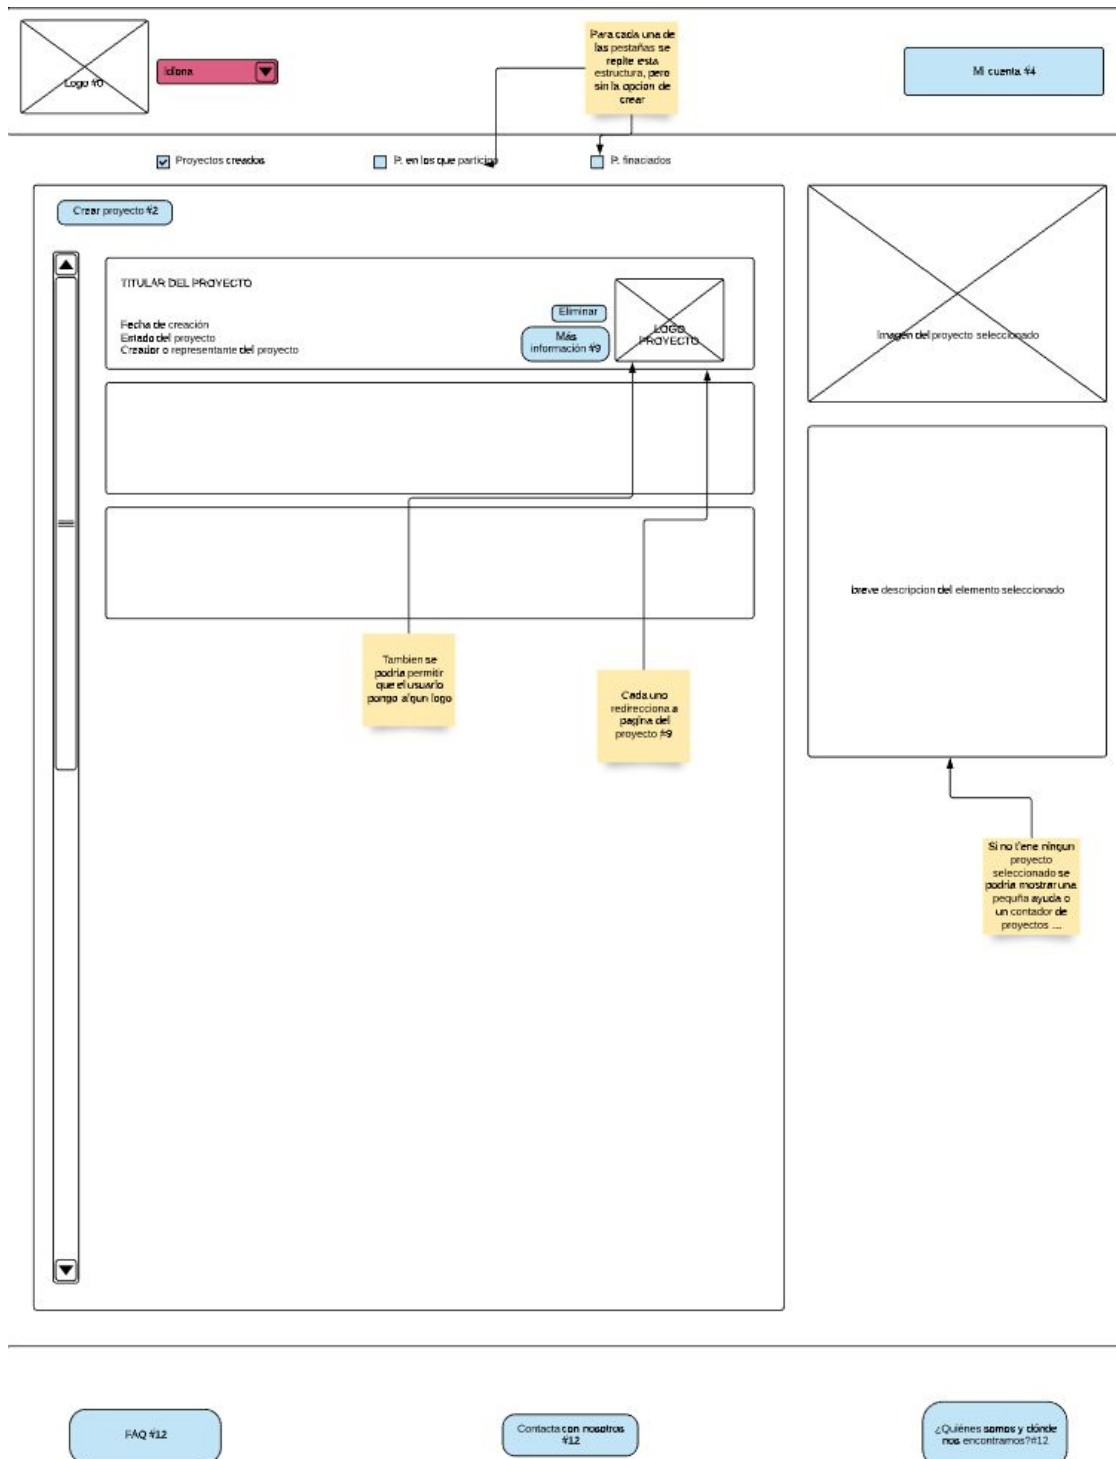 Logo #0
Idioma
Para cada una de
las pestañas se
repite esta
estructura, pero
sin la opcion de
crear
Mi cuenta #4
Proyectos creados
P. en los que participo
P. finaciados
Crear proyecto #2
TITULAR DEL PROYECTO
Fecha de creación
Estado del proyecto
Creador o representante del proyecto
Eliminar
Más
información #9
LOGO
PROYECTO
Imagen del proyecto seleccionado
breve descripcion del elemento seleccionado
Tambien se
podria permitir
que el usuario
pongo algun logo
Cada uno
redirecciona a
pagina del
proyecto #9
Si no tiene ningun
proyecto
seleccionado se
podria mostrar una
pequña ayuda o
un contador de
proyectos ...
FAQ #12
Contacta con nosotros
#12
¿Quiénes somos y dónde
nos encontramos?#12